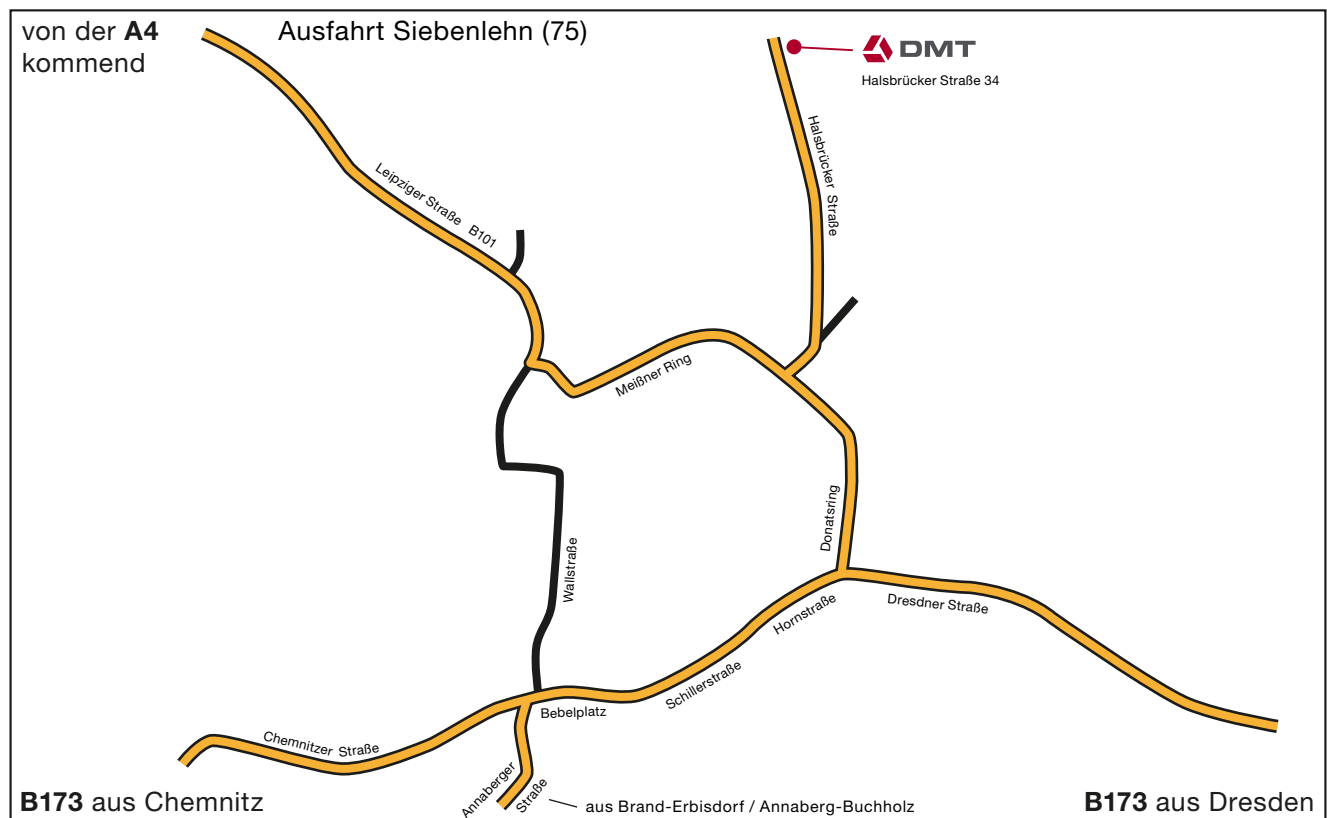 von der A4
kommend
Ausfahrt Siebenlehn (75)
DMT
Halsbrücker Straße 34
Halsbrücker Straße
Leipziger Straße B101
Meißner Ring
Donatsring
Wallstraße
Hornstraße
Dresdner Straße
Schillerstraße
Bebelplatz
Chemnitzer Straße
Annaberger
Straße
aus Brand-Erbisdorf / Annaberg-Buchholz
B173 aus Chemnitz
B173 aus Dresden